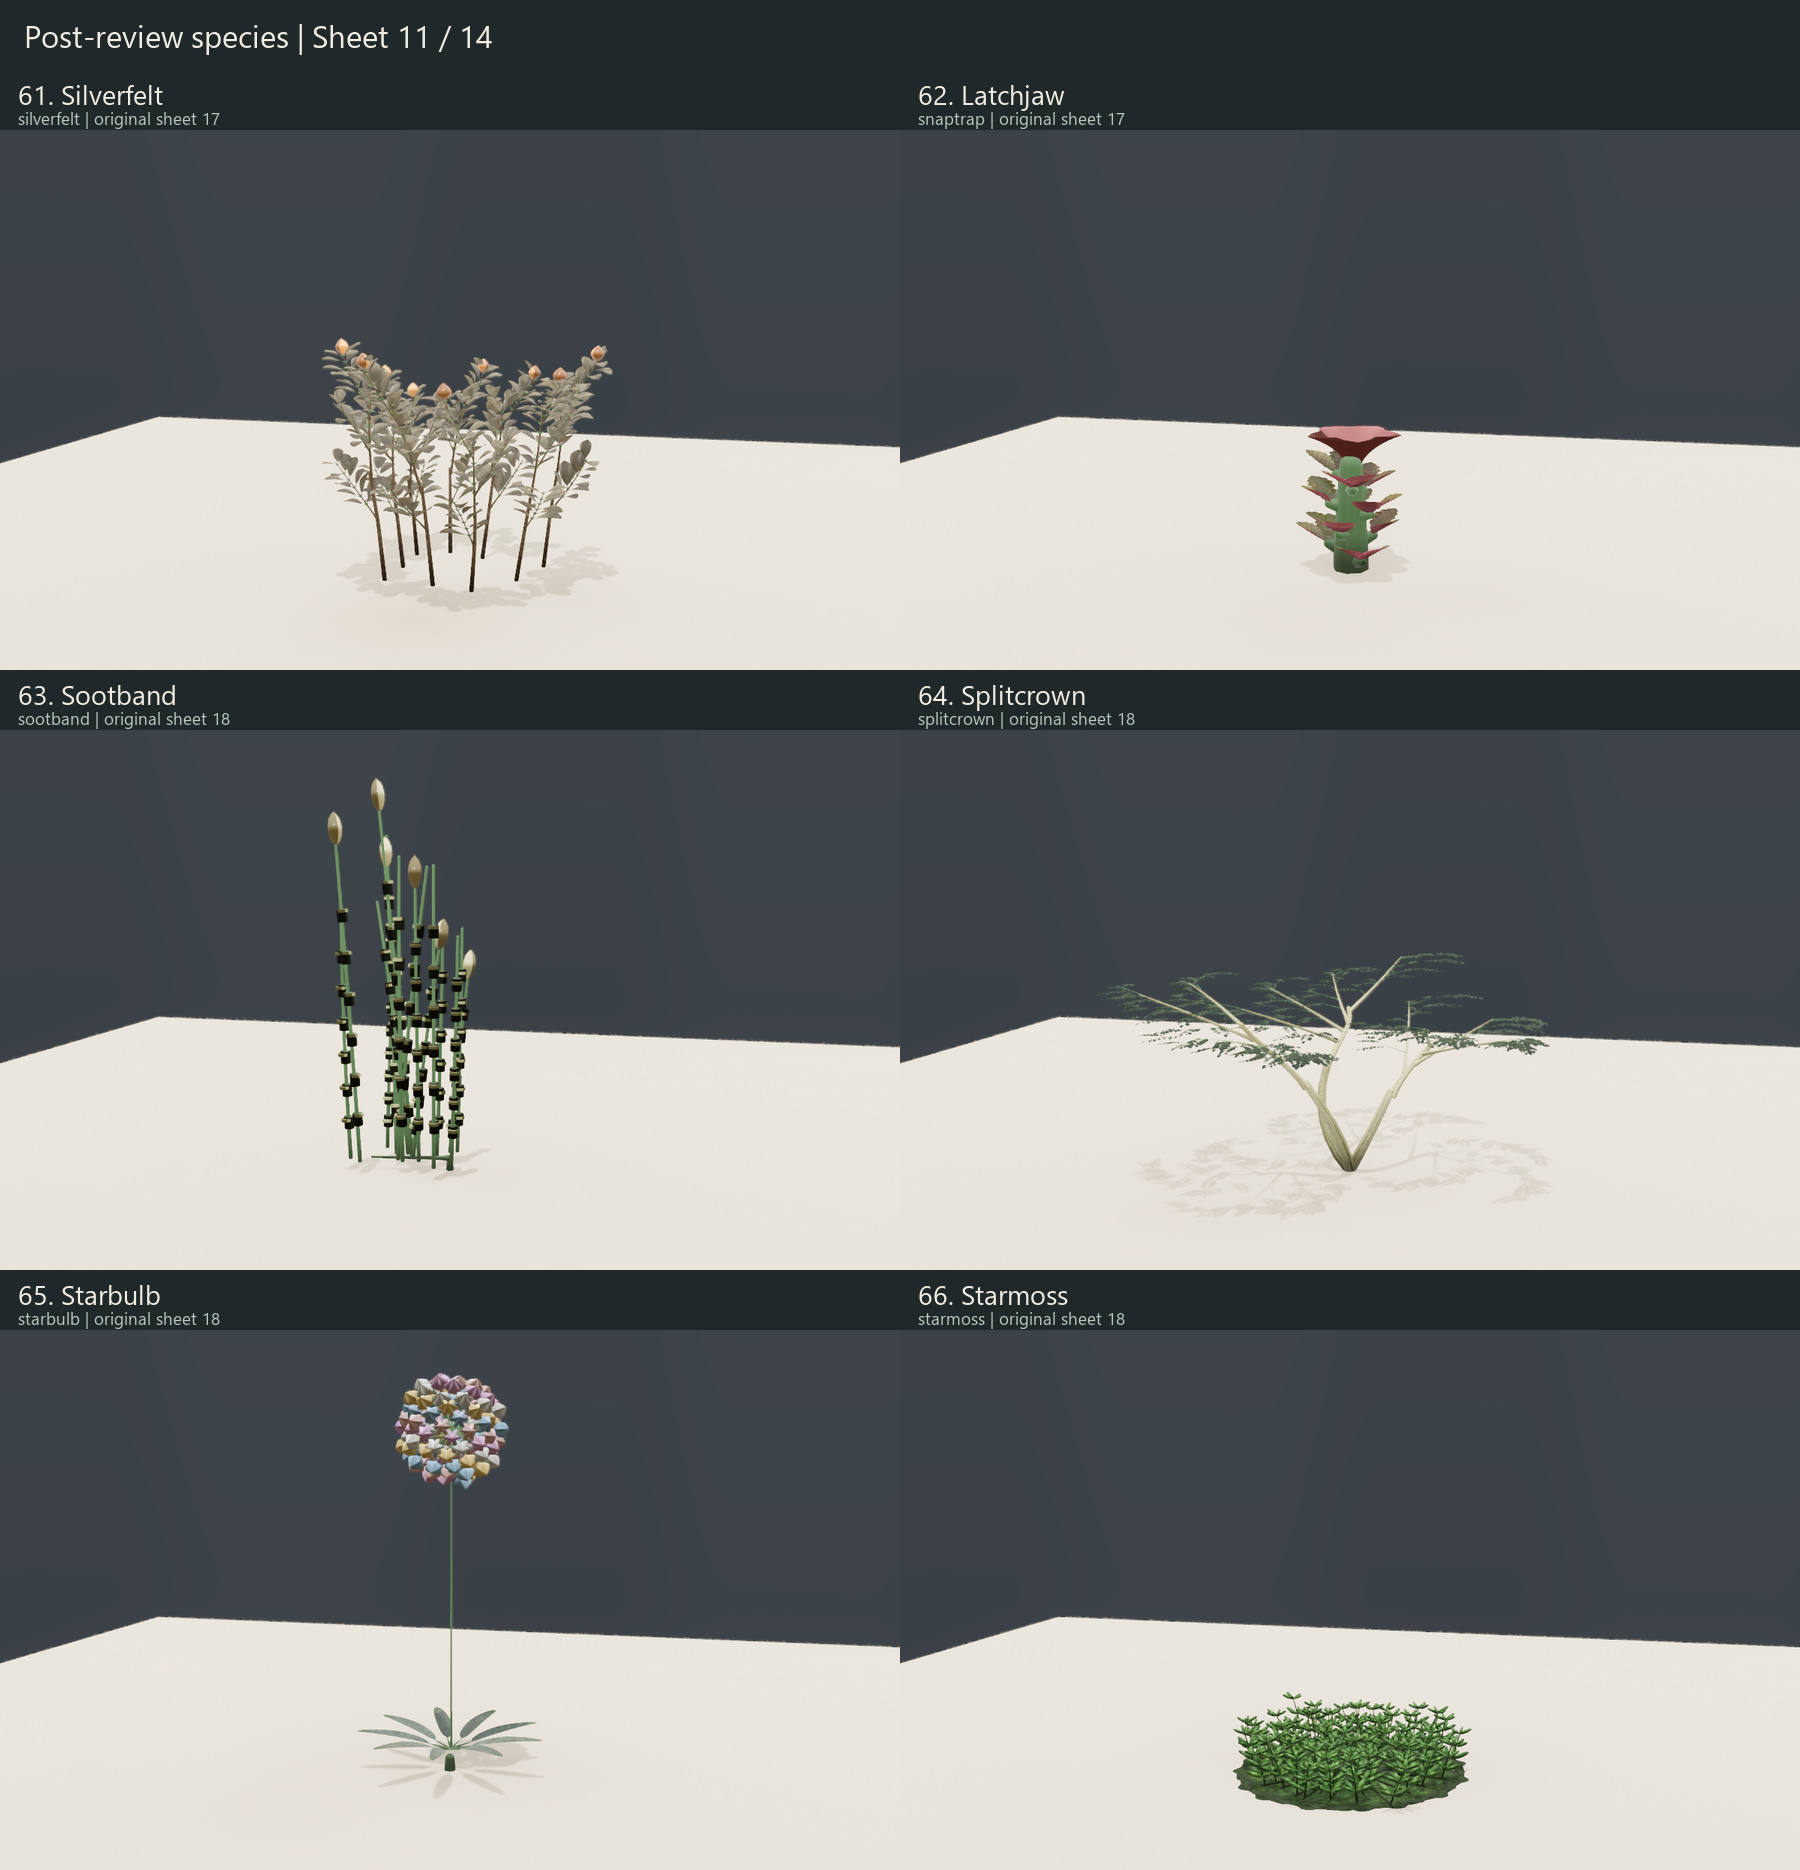 Post-review species | Sheet 11 / 14
61. Silverfelt
silverfelt | original sheet 17
62. Latchjaw
snaptrap | original sheet 17
63. Sootband
sootband | original sheet 18
64. Splitcrown
splitcrown | original sheet 18
65. Starbulb
starbulb | original sheet 18
66. Starmoss
starmoss | original sheet 18